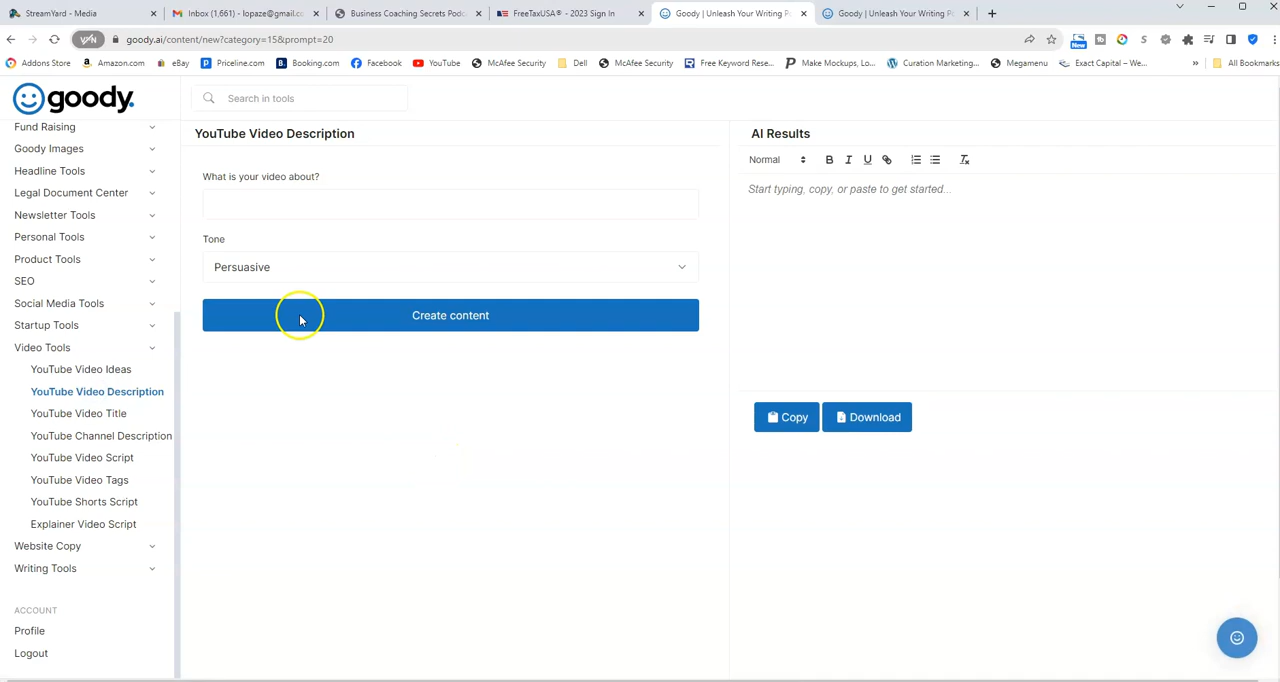 StreamYard - Media
Inbox (1,661) - lopaze@gmail.c
Business Coaching Secrets Pod
FreeTaxUSA® - 2023 Sign In
Goody | Unleash Your Writing P
Goody | Unleash Your Writing P
VPN
goody.ai/content/new?category=15&prompt=20
New
Addons Store
Amazon.com
eBay
Priceline.com
Booking.com
Facebook
YouTube
McAfee Security
Dell
McAfee Security
Free Keyword Rese...
Make Mockups, Lo...
Curation Marketing...
Megamenu
Exact Capital – We...
»
All Bookmarks
goody.
Search in tools
Fund Raising
Goody Images
Headline Tools
Legal Document Center
Newsletter Tools
Personal Tools
Product Tools
SEO
Social Media Tools
Startup Tools
Video Tools
YouTube Video Ideas
YouTube Video Description
YouTube Video Title
YouTube Channel Description
YouTube Video Script
YouTube Video Tags
YouTube Shorts Script
Explainer Video Script
Website Copy
Writing Tools
ACCOUNT
Profile
Logout
YouTube Video Description
What is your video about?
Tone
Persuasive
Create content
AI Results
Normal
B I U
Start typing, copy, or paste to get started...
Copy
Download